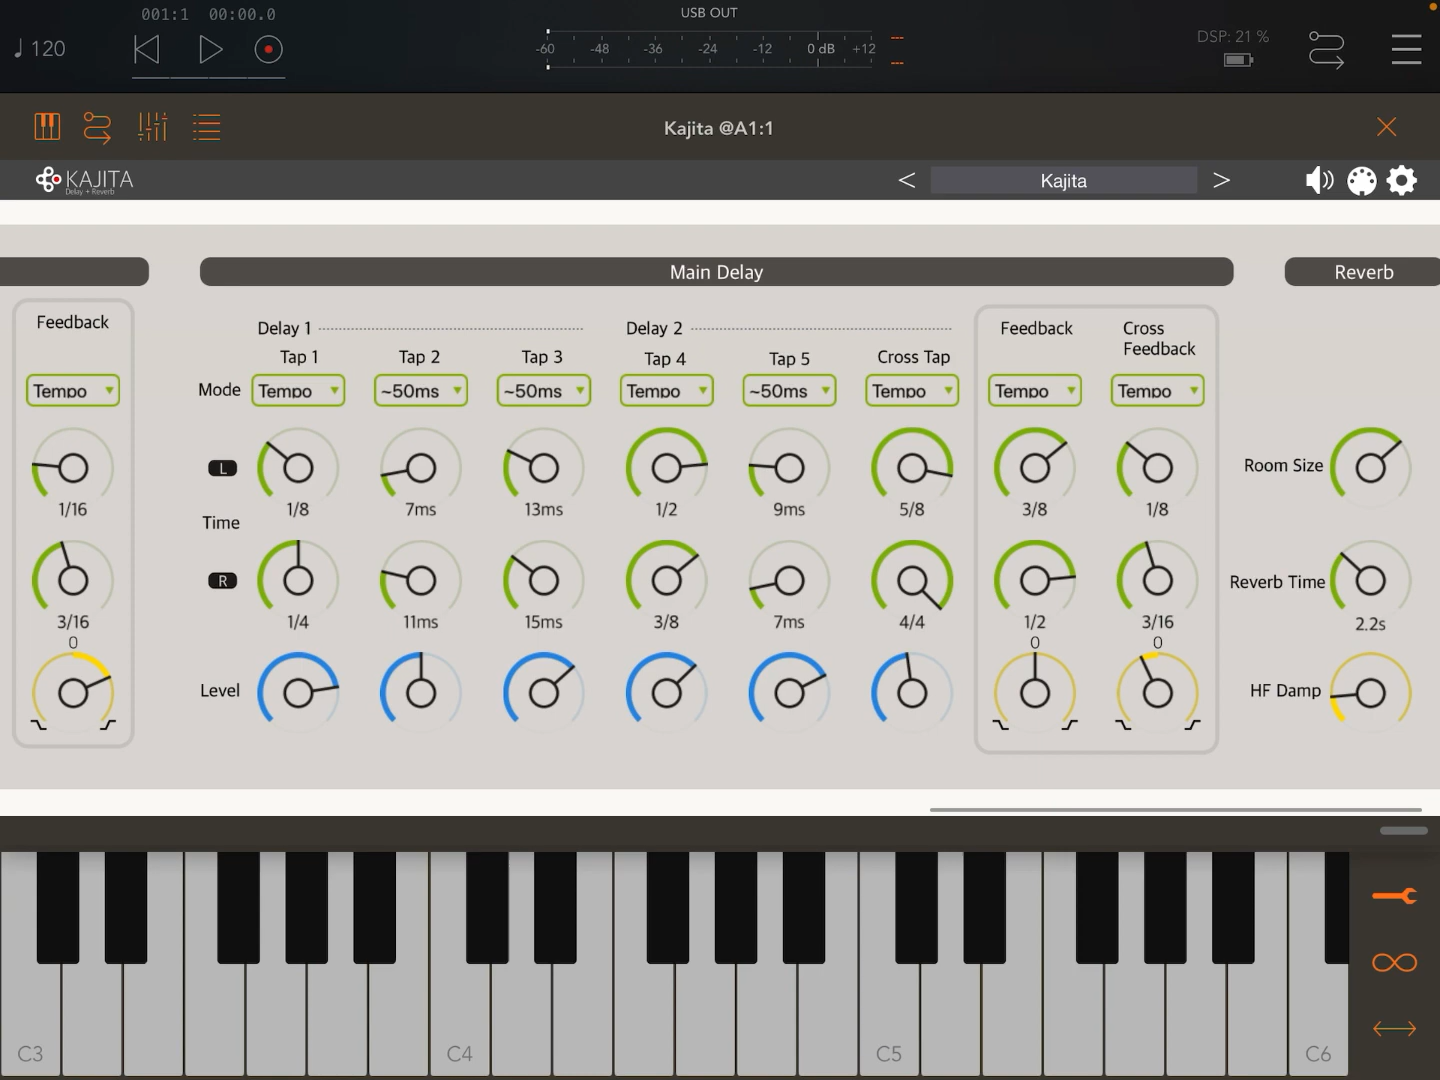 001:1 00:00.0
USB OUT
120
-60 -48 -36 -24 -12 0 dB +12
DSP: 21 %
Kajita @A1:1
KAJITA
Delay + Reverb
< Kajita >
Main Delay
Reverb
Feedback
Delay 1
Delay 2
Feedback
Cross
Feedback
Tap 1 Tap 2 Tap 3 Tap 4 Tap 5 Cross Tap
Tempo
Mode
Tempo ~50ms ~50ms Tempo ~50ms Tempo Tempo Tempo
L
Room Size
1/16 1/8 7ms 13ms 1/2 9ms 5/8 3/8 1/8
Time
R
Reverb Time
3/16 1/4 11ms 15ms 3/8 7ms 4/4 1/2 3/16 2.2s
0 0 0
Level
HF Damp
C3 C4 C5 C6